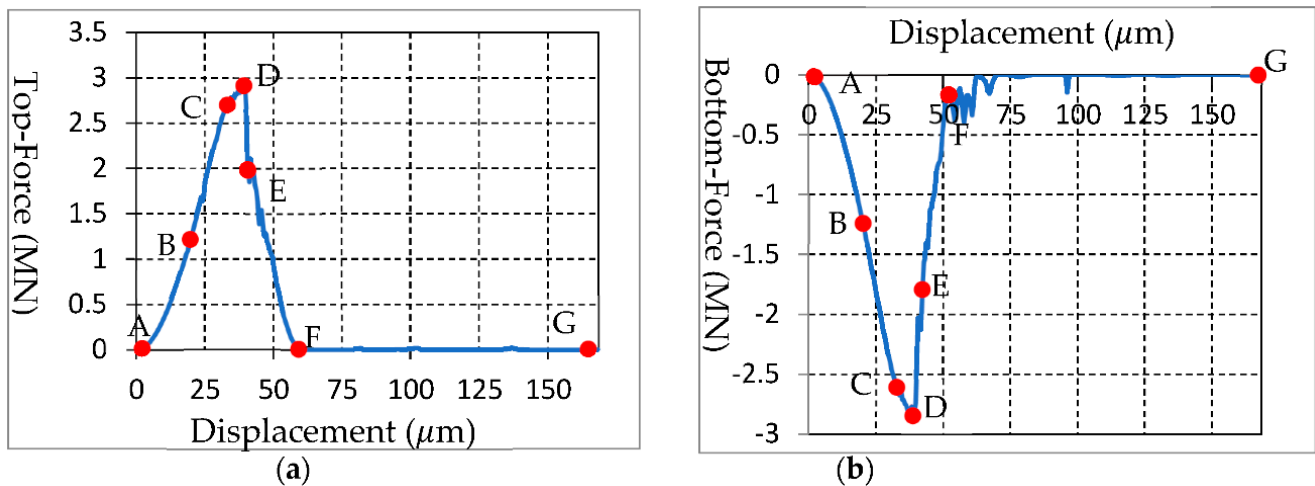 3.5
3
2.5
2
1.5
1
0.5
0
Top-Force (MN)
A
B
C
D
E
F
G
0 25 50 75 100 125 150
Displacement (μm)
(a)
Displacement (μm)
0 25 50 75 100 125 150
0
-0.5
-1
-1.5
-2
-2.5
-3
Bottom-Force (MN)
A
B
C
D
E
F
G
(b)